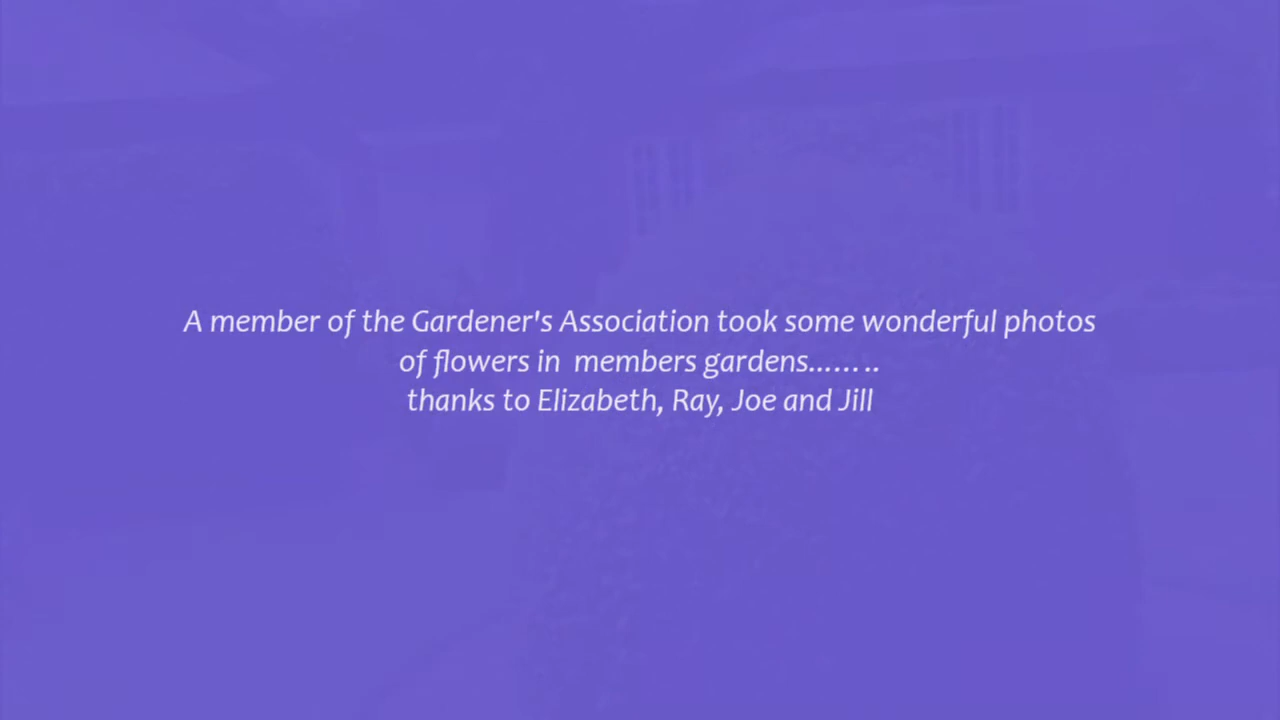 A member of the Gardener's Association took some wonderful photos
of flowers in  members gardens........
thanks to Elizabeth, Ray, Joe and Jill